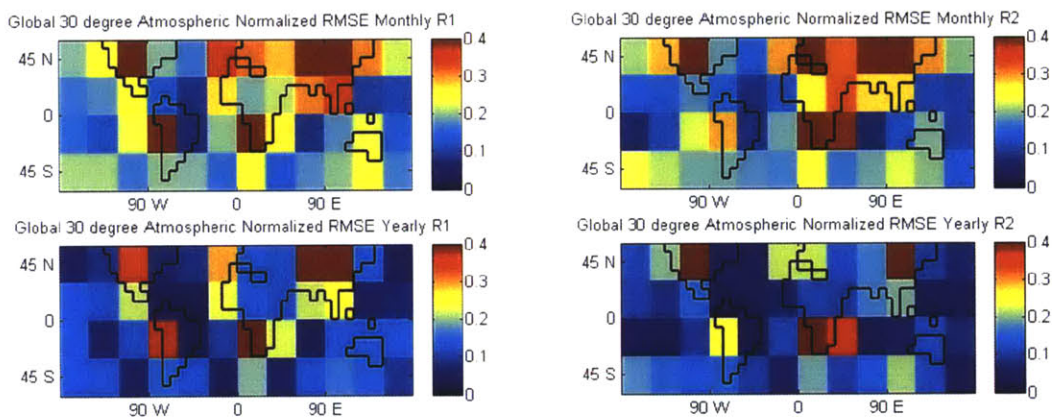 Global 30 degree Atmospheric Normalized RMSE Monthly R1
45 N
0
45 S
90 W 0 90 E
0.4
0.3
0.2
0.1
0
Global 30 degree Atmospheric Normalized RMSE Monthly R2
45 N
0
45 S
90 W 0 90 E
0.4
0.3
0.2
0.1
0
Global 30 degree Atmospheric Normalized RMSE Yearly R1
45 N
0
45 S
90 W 0 90 E
0.4
0.3
0.2
0.1
0
Global 30 degree Atmospheric Normalized RMSE Yearly R2
45 N
0
45 S
90 W 0 90 E
0.4
0.3
0.2
0.1
0